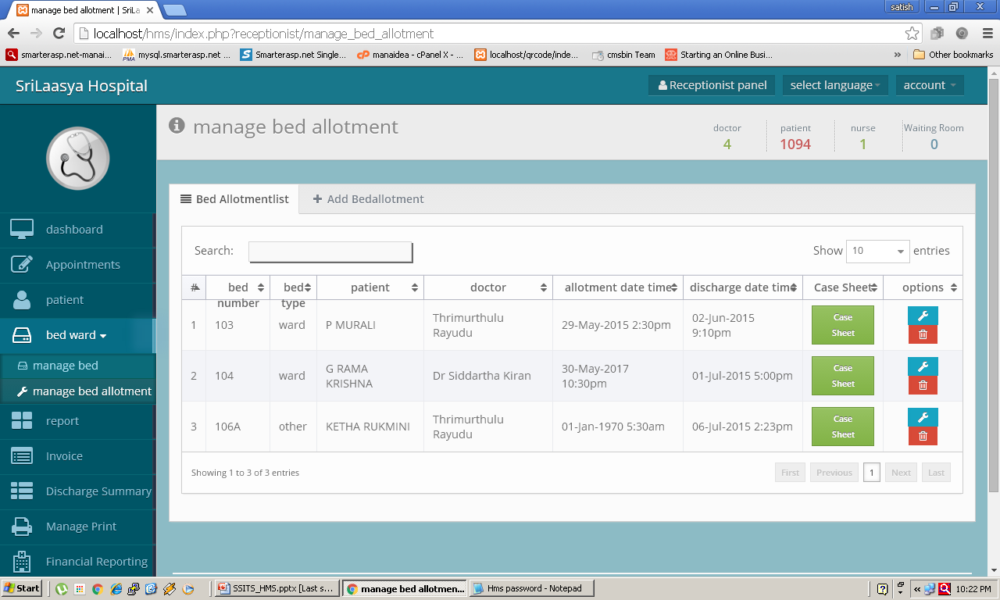 manage bed allotment | SriLa
satish
localhost/hms/index.php?receptionist/manage_bed_allotment
smarterasp.net-manai... mysql.smarterasp.net ... Smarterasp.net Single... manaidea - cPanel X - ... localhost/qrcode/inde... cmsbin Team Starting an Online Busi... » Other bookmarks
SriLaasya Hospital
Receptionist panel select language account
manage bed allotment
doctor patient nurse Waiting Room
4 1094 1 0
dashboard
Appointments
patient
bed ward
manage bed
manage bed allotment
report
Invoice
Discharge Summary
Manage Print
Financial Reporting
Bed Allotmentlist Add Bedallotment
Search: Show 10 entries
# bed number bed type patient doctor allotment date time discharge date time Case Sheet options
1 103 ward P MURALI Thrimurthulu Rayudu 29-May-2015 2:30pm 02-Jun-2015 9:10pm Case Sheet
2 104 ward G RAMA KRISHNA Dr Siddartha Kiran 30-May-2017 10:30pm 01-Jul-2015 5:00pm Case Sheet
3 106A other KETHA RUKMINI Thrimurthulu Rayudu 01-Jan-1970 5:30am 06-Jul-2015 2:23pm Case Sheet
Showing 1 to 3 of 3 entries First Previous 1 Next Last
Start SSITS_HMS.pptx [Last s... manage bed allotmen... Hms password - Notepad « 10:22 PM